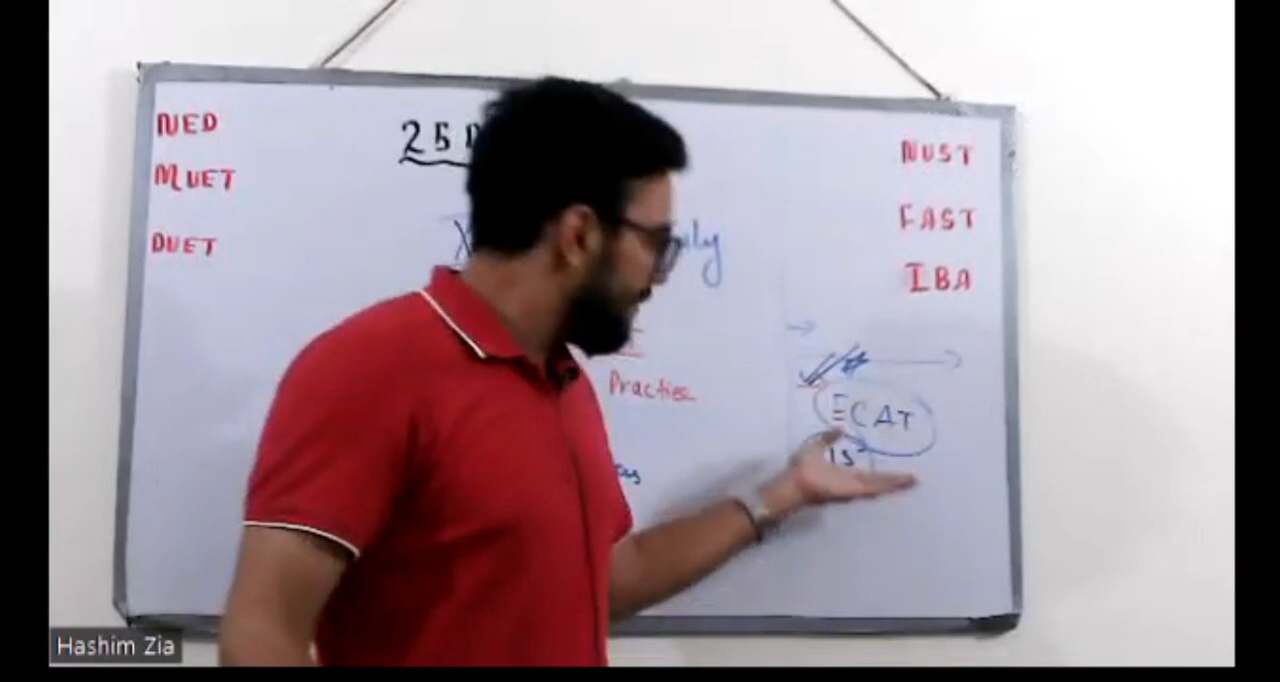 NED
MUET
DUET
25
NUST
FAST
IBA
Practice
ECAT
Hashim Zia